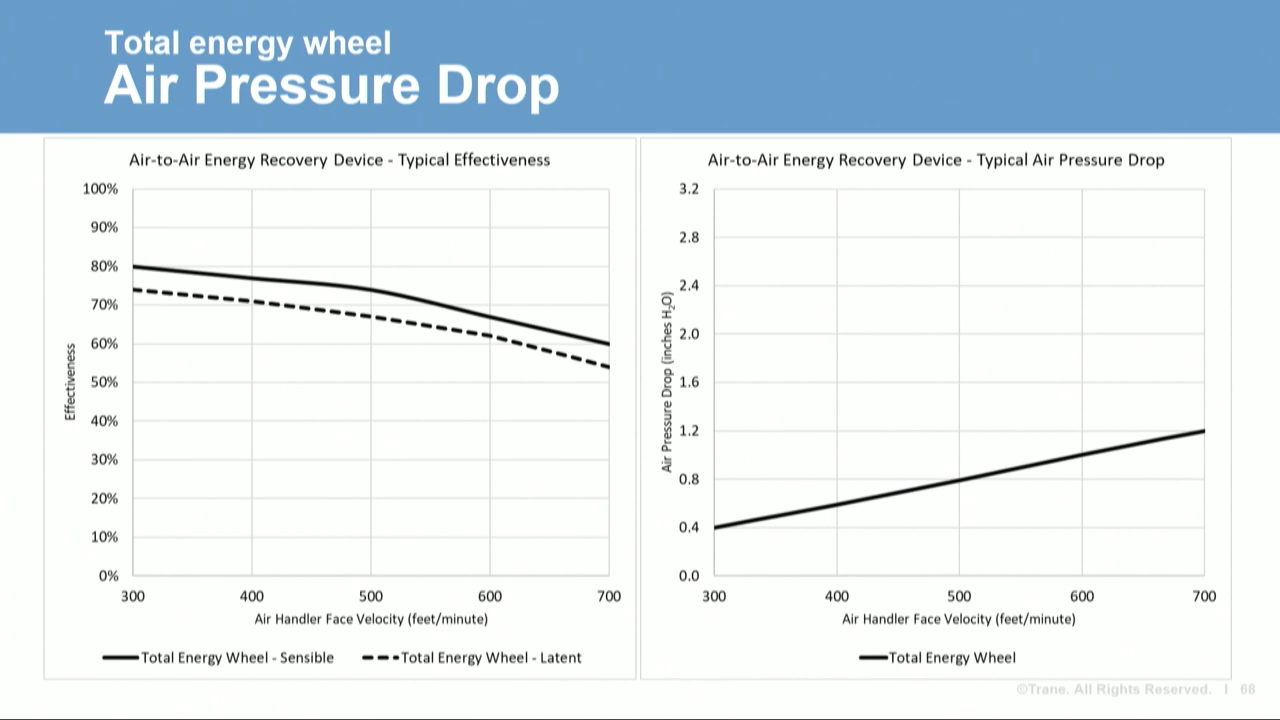 Total energy wheel
Air Pressure Drop
Air-to-Air Energy Recovery Device - Typical Effectiveness
100%
90%
80%
70%
60%
50%
40%
30%
20%
10%
0%
Effectiveness
300 400 500 600 700
Air Handler Face Velocity (feet/minute)
Total Energy Wheel - Sensible Total Energy Wheel - Latent
Air-to-Air Energy Recovery Device - Typical Air Pressure Drop
3.2
2.8
2.4
2.0
1.6
1.2
0.8
0.4
0.0
Air Pressure Drop (inches H₂O)
300 400 500 600 700
Air Handler Face Velocity (feet/minute)
Total Energy Wheel
©Trane. All Rights Reserved. I 68